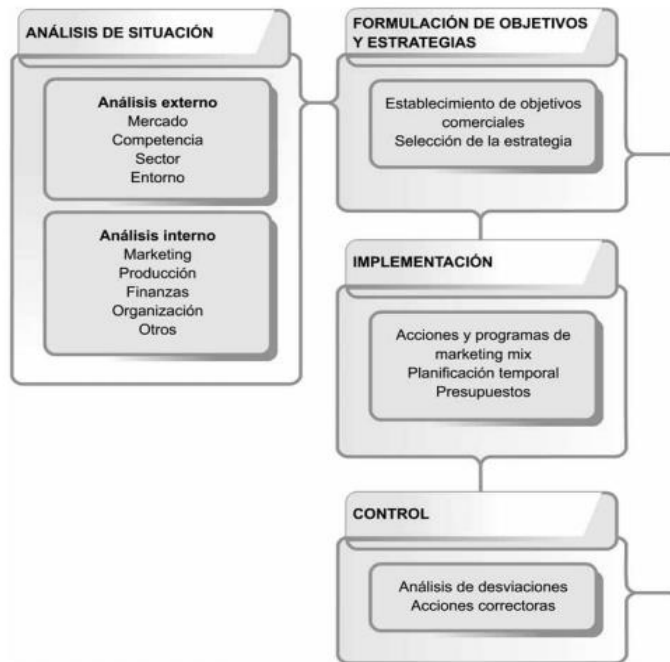 ANÁLISIS DE SITUACIÓN
Análisis externo
Mercado
Competencia
Sector
Entorno
Análisis interno
Marketing
Producción
Finanzas
Organización
Otros
FORMULACIÓN DE OBJETIVOS
Y ESTRATEGIAS
Establecimiento de objetivos
comerciales
Selección de la estrategia
IMPLEMENTACIÓN
Acciones y programas de
marketing mix
Planificación temporal
Presupuestos
CONTROL
Análisis de desviaciones
Acciones correctoras